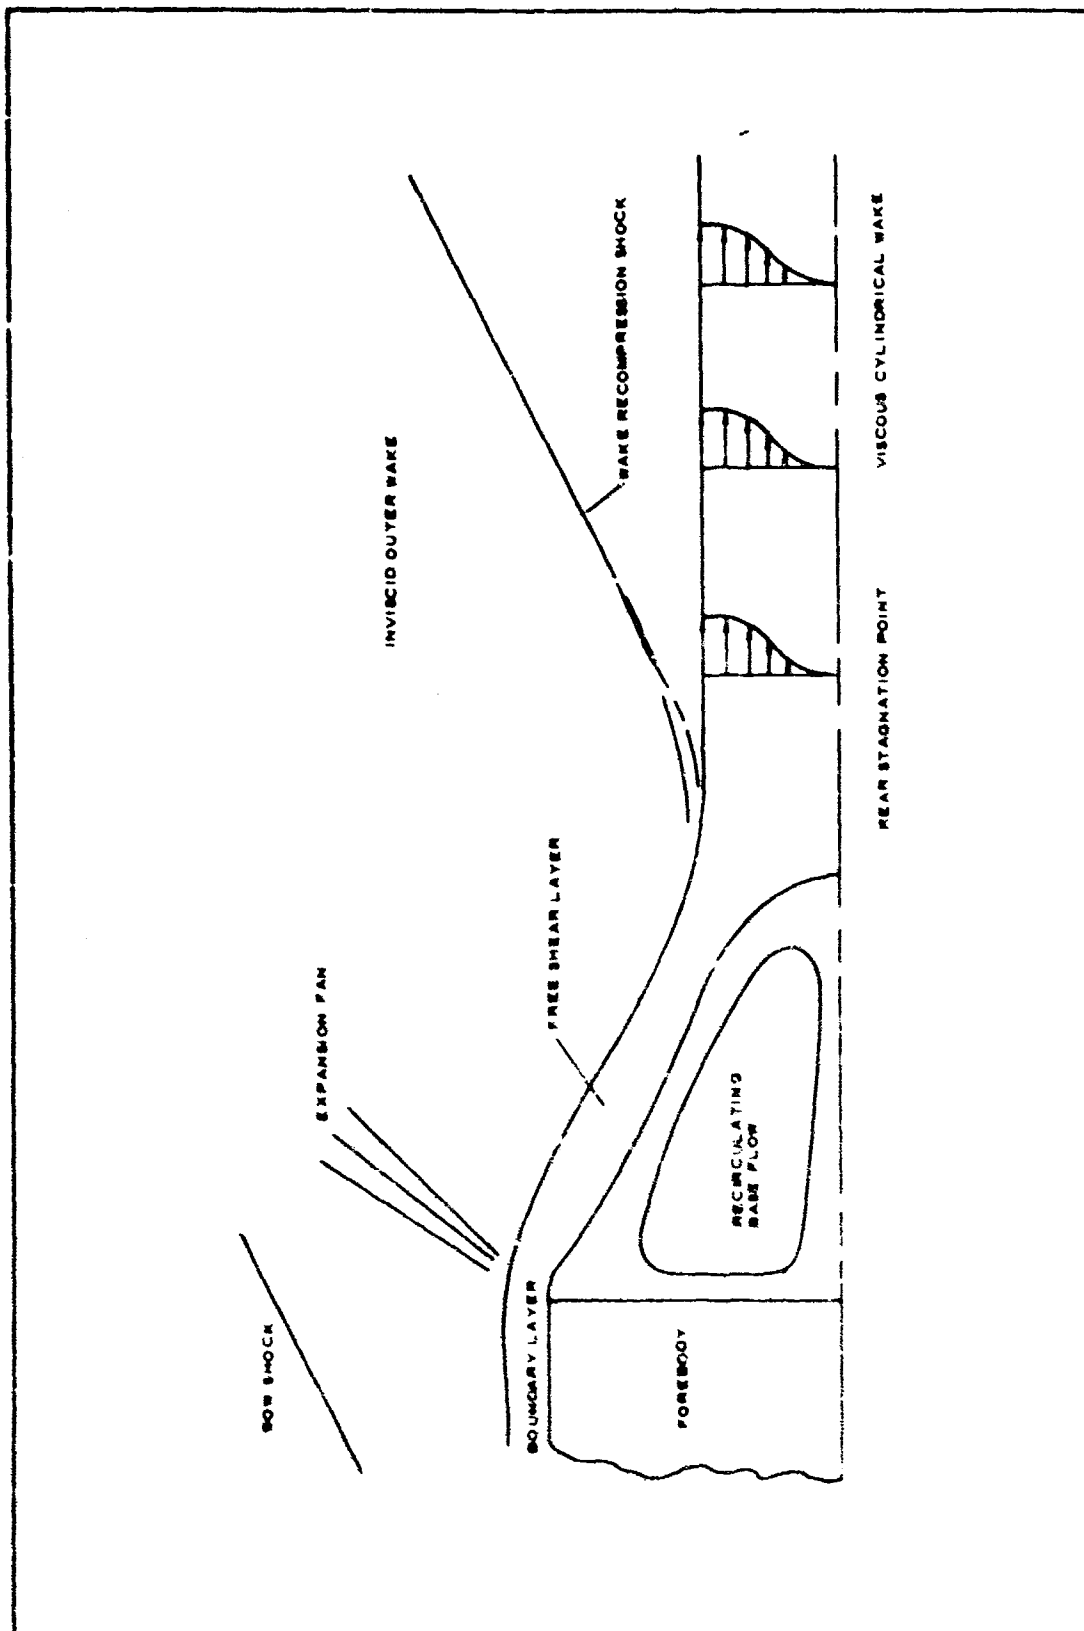 BOW SHOCK
EXPANSION FAN
INVISCID OUTER WAKE
WAKE RECOMPRESSION SHOCK
FREE SHEAR LAYER
BOUNDARY LAYER
FOREBODY
RECIRCULATING
BASE FLOW
REAR STAGNATION POINT
VISCOUS CYLINDRICAL WAKE